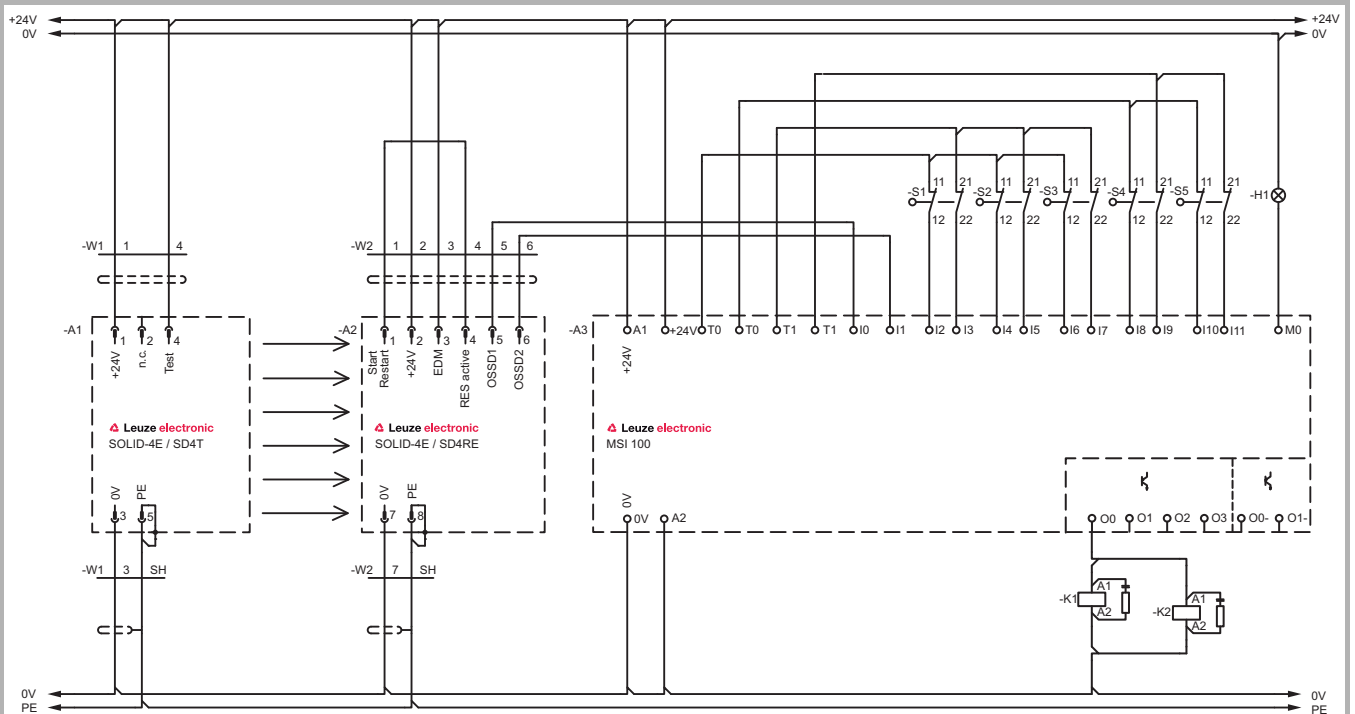 +24V +24V
0V 0V
11 21 11 21 11 21 11 21 11 21
-S1 -S2 -S3 -S4 -S5 -H1
12 22 12 22 12 22 12 22 12 22
-W1 1 4 -W2 1 2 3 4 5 6
-A1 1 2 4 -A2 1 2 3 4 5 6 -A3 A1 +24V T0 T0 T1 T1 I0 I1 I2 I3 I4 I5 I6 I7 I8 I9 I10 I11 M0
+24V n.c. Test Start Restart +24V EDM RES active OSSD1 OSSD2 +24V
Leuze electronic Leuze electronic Leuze electronic
SOLID-4E / SD4T SOLID-4E / SD4RE MSI 100
0V PE 0V PE 0V
3 5 7 8 0V A2 O0 O1 O2 O3 O0- O1-
-W1 3 SH -W2 7 SH
-K1 A1 A2 -K2 A1 A2
0V 0V
PE PE